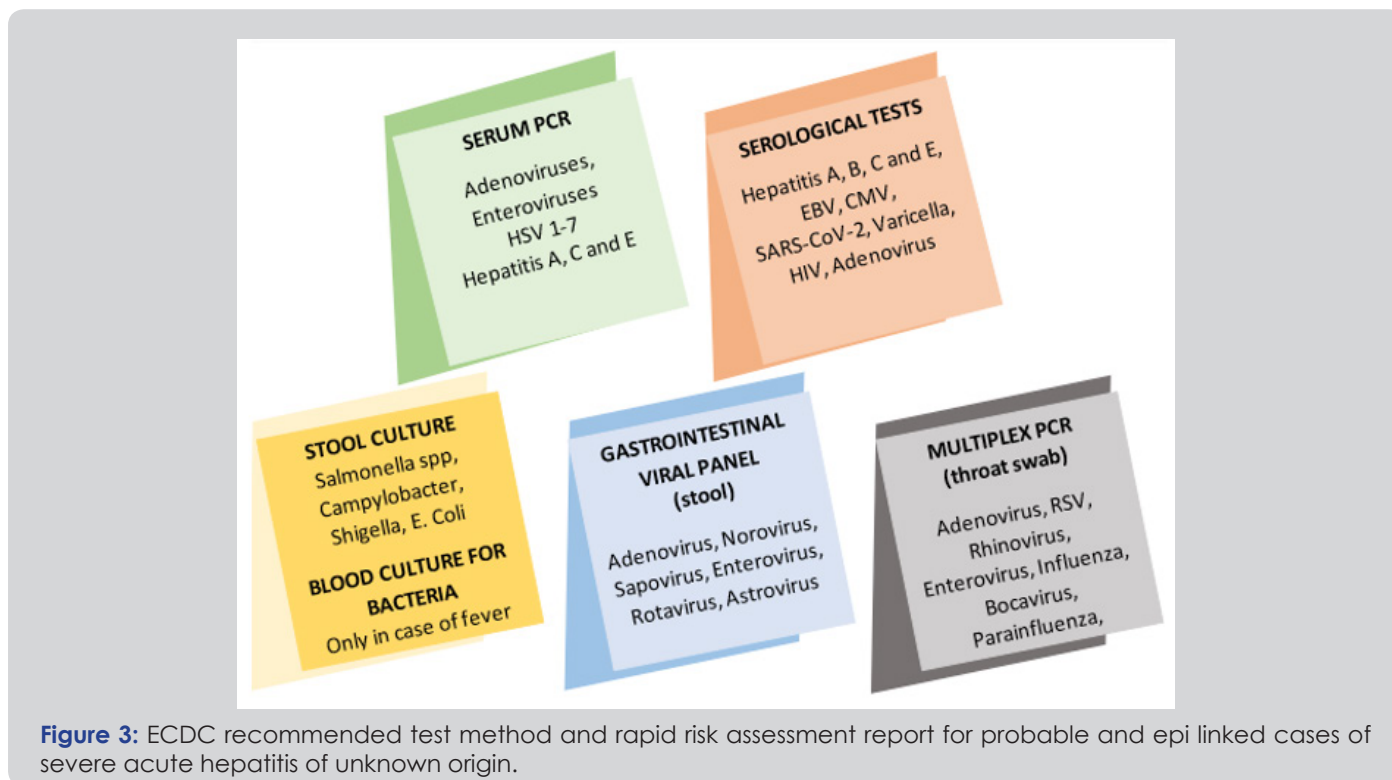 SERUM PCR
Adenoviruses,
Enteroviruses
HSV 1-7
Hepatitis A, C and E
SEROLOGICAL TESTS
Hepatitis A, B, C and E,
EBV, CMV,
SARS-CoV-2, Varicella,
HIV, Adenovirus
STOOL CULTURE
Salmonella spp,
Campylobacter,
Shigella, E. Coli
BLOOD CULTURE FOR
BACTERIA
Only in case of fever
GASTROINTESTINAL
VIRAL PANEL
(stool)
Adenovirus, Norovirus,
Sapovirus, Enterovirus,
Rotavirus, Astrovirus
MULTIPLEX PCR
(throat swab)
Adenovirus, RSV,
Rhinovirus,
Enterovirus, Influenza,
Bocavirus,
Parainfluenza,
Figure 3: ECDC recommended test method and rapid risk assessment report for probable and epi linked cases of
severe acute hepatitis of unknown origin.